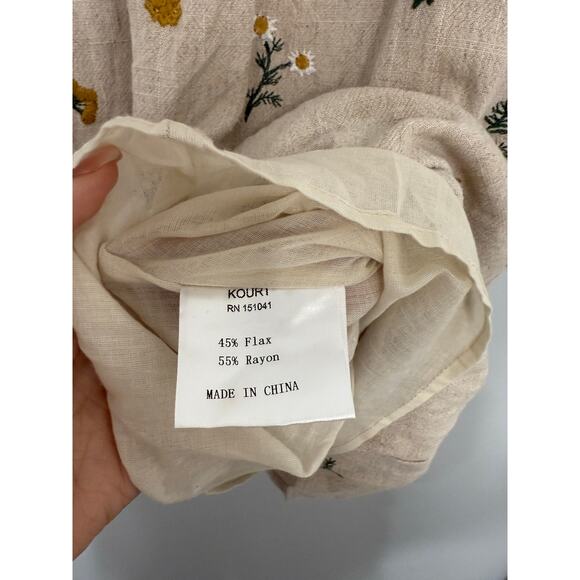 KOURT
RN 151041
45% Flax
55% Rayon
MADE IN CHINA